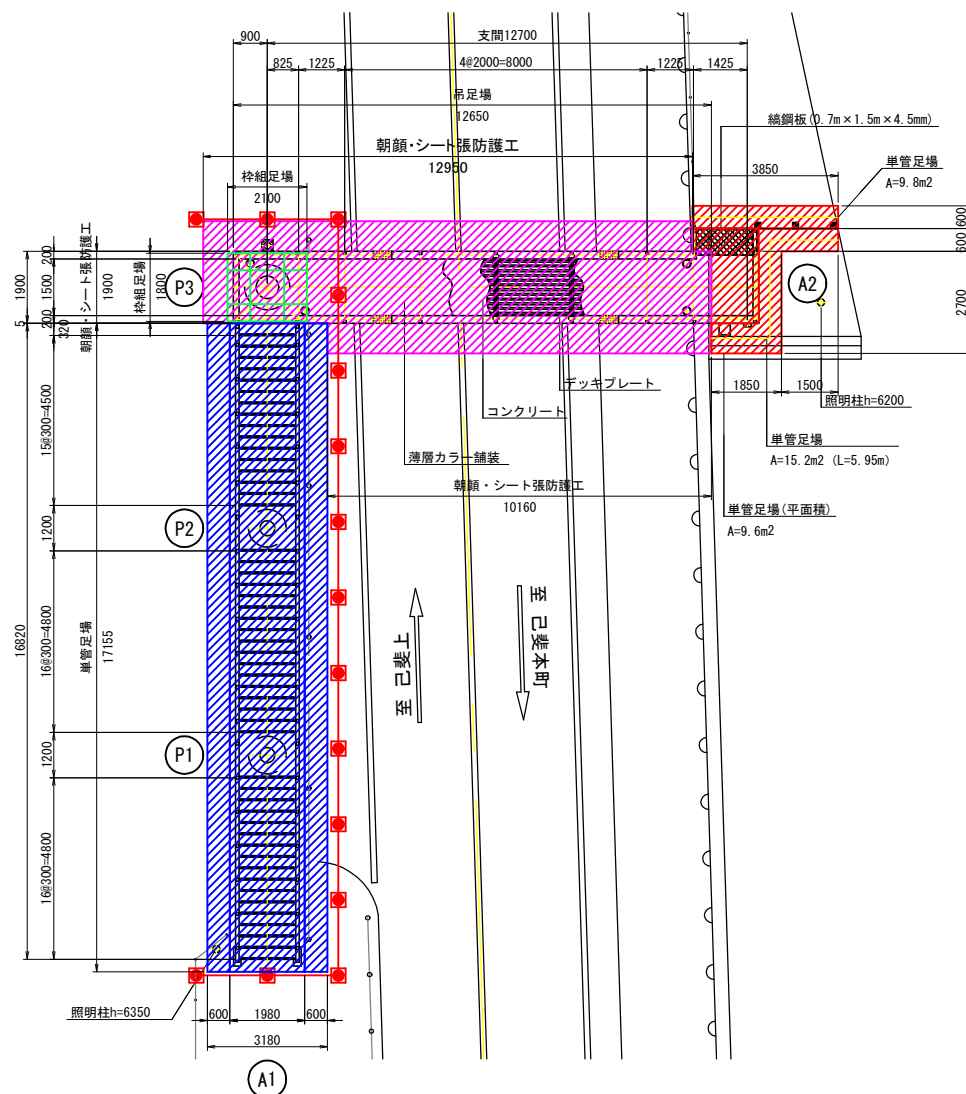 900
支間12700
825
1225
4@2000=8000
1225
1425
吊足場
12650
縞鋼板(0.7m×1.5m×4.5mm)
朝顔・シート張防護工
12950
単管足場
A=9.8m2
3850
枠組足場
2100
600
600
2700
P3
A2
200
1500
200
1900
5
320
朝顔・シート張防護工
1900
枠組足場
1800
デッキプレート
コンクリート
薄層カラー舗装
1850
1500
照明柱h=6200
単管足場
A=15.2m2 (L=5.95m)
朝顔・シート張防護工
10160
単管足場(平面積)
A=9.6m2
15@300=4500
P2
1200
16@300=4800
16820
単管足場
17155
至 己斐上
至 己斐本町
P1
1200
16@300=4800
照明柱h=6350
600
1980
600
3180
A1